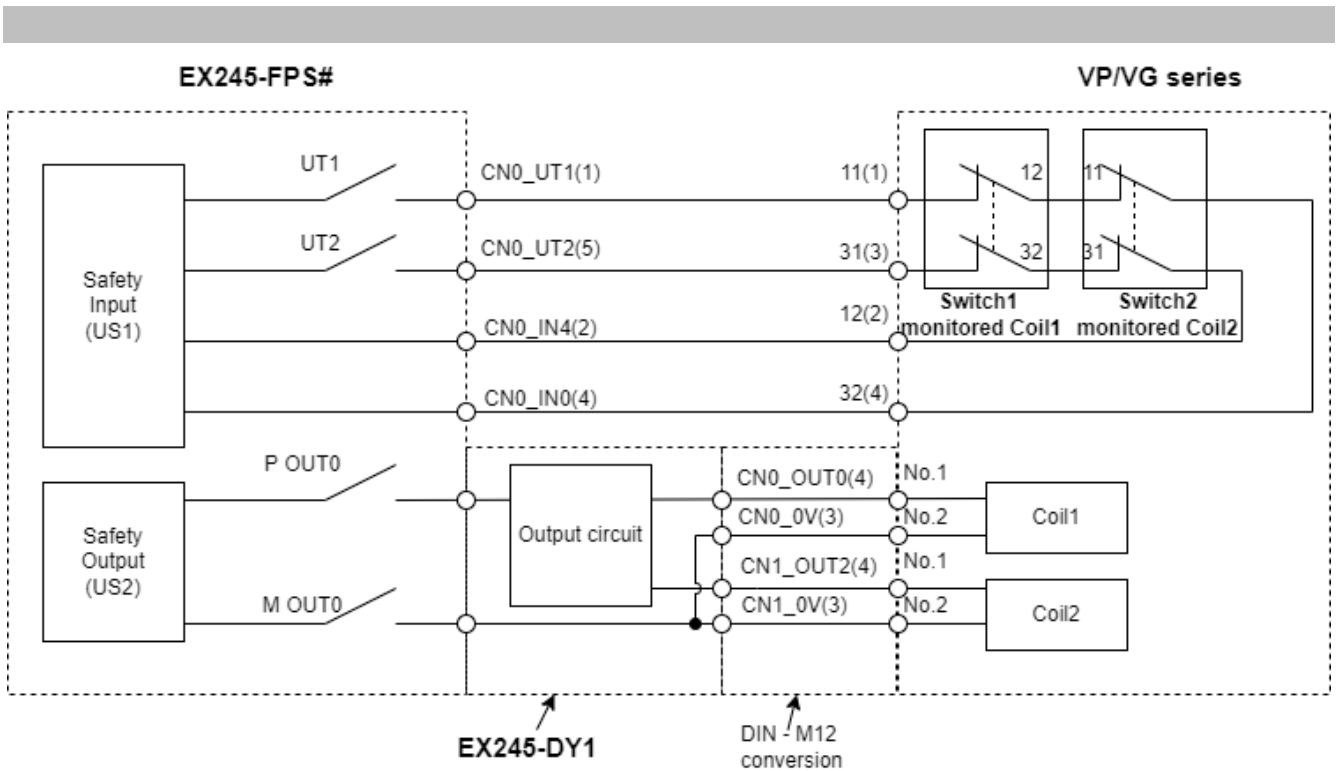 EX245-FPS#
VP/VG series
UT1
CN0_UT1(1)
11(1)
12
11
UT2
CN0_UT2(5)
31(3)
32
31
Safety
Input
(US1)
Switch1
monitored Coil1
Switch2
monitored Coil2
CN0_IN4(2)
12(2)
CN0_IN0(4)
32(4)
P OUT0
CN0_OUT0(4)
No.1
Coil1
Output circuit
CN0_0V(3)
No.2
Safety
Output
(US2)
CN1_OUT2(4)
No.1
M OUT0
CN1_0V(3)
No.2
Coil2
EX245-DY1
DIN - M12
conversion